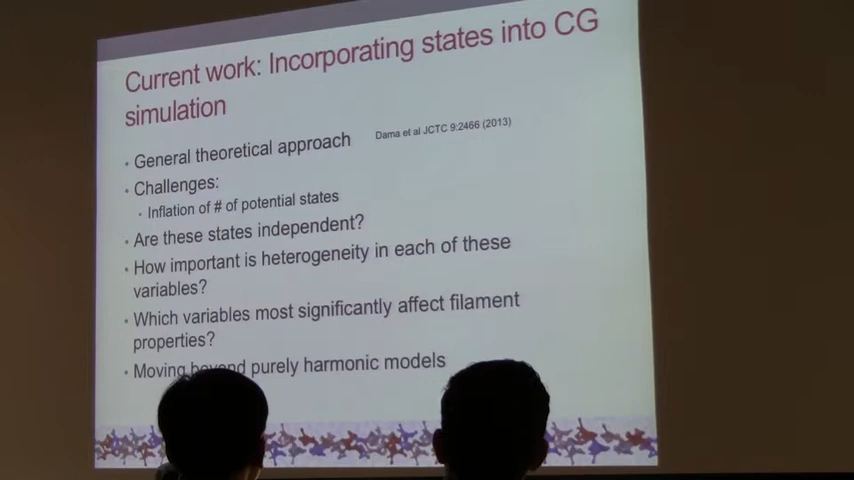 Current work: Incorporating states into CG
simulation
• General theoretical approach
Dama et al JCTC 9:2466 (2013)
• Challenges:
• Inflation of # of potential states
• Are these states independent?
• How important is heterogeneity in each of these
variables?
• Which variables most significantly affect filament
properties?
• Moving beyond purely harmonic models